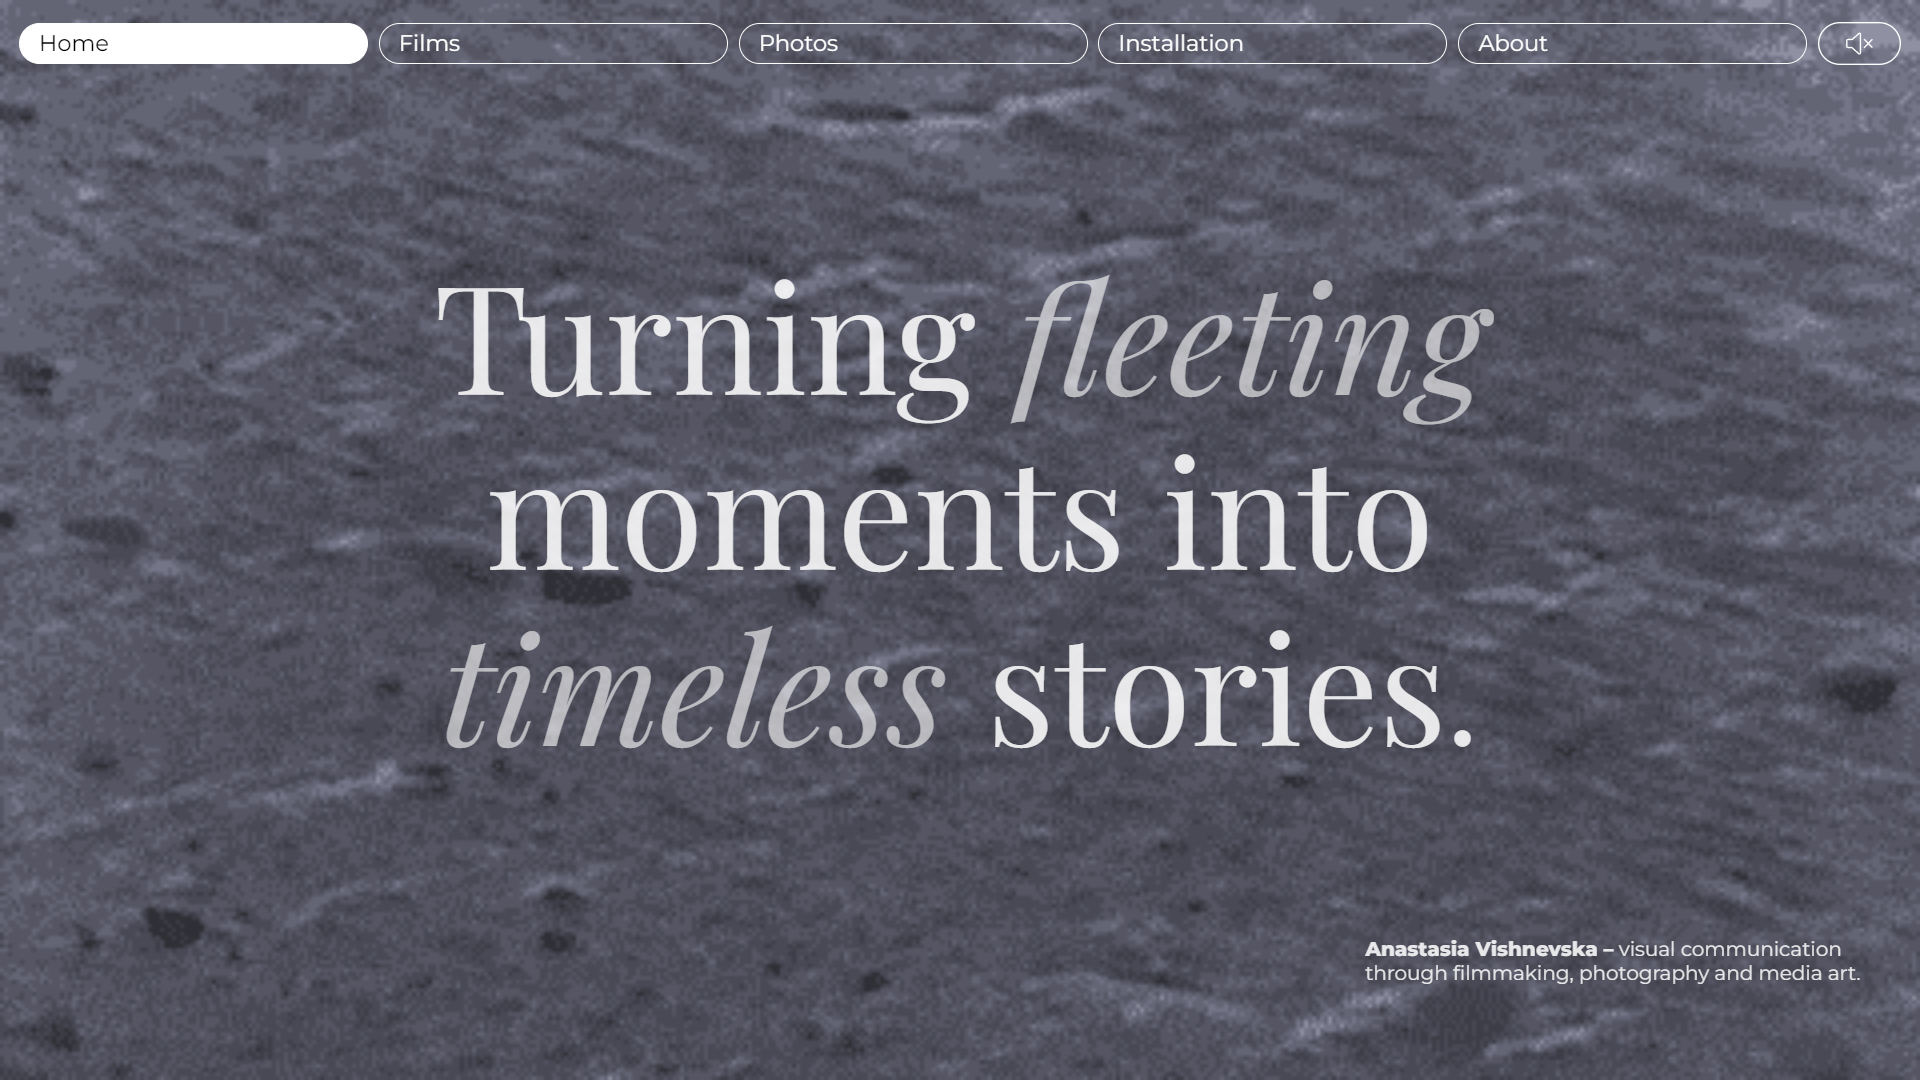 Home
Films
Photos
Installation
About
Turning fleeting
moments into
timeless stories.
Anastasia Vishnevska – visual communication
through filmmaking, photography and media art.